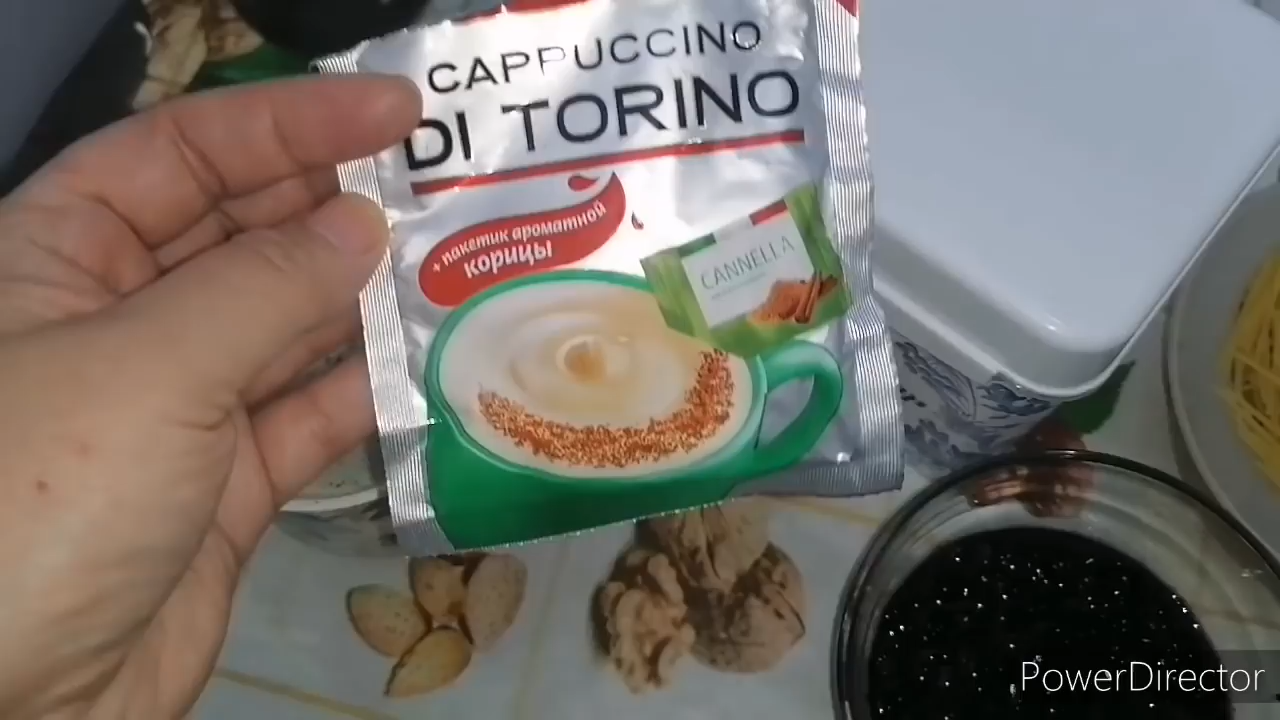 CAPPUCCINO
DI TORINO
+ пакетик ароматной
корицы
CANNELLA
PowerDirector